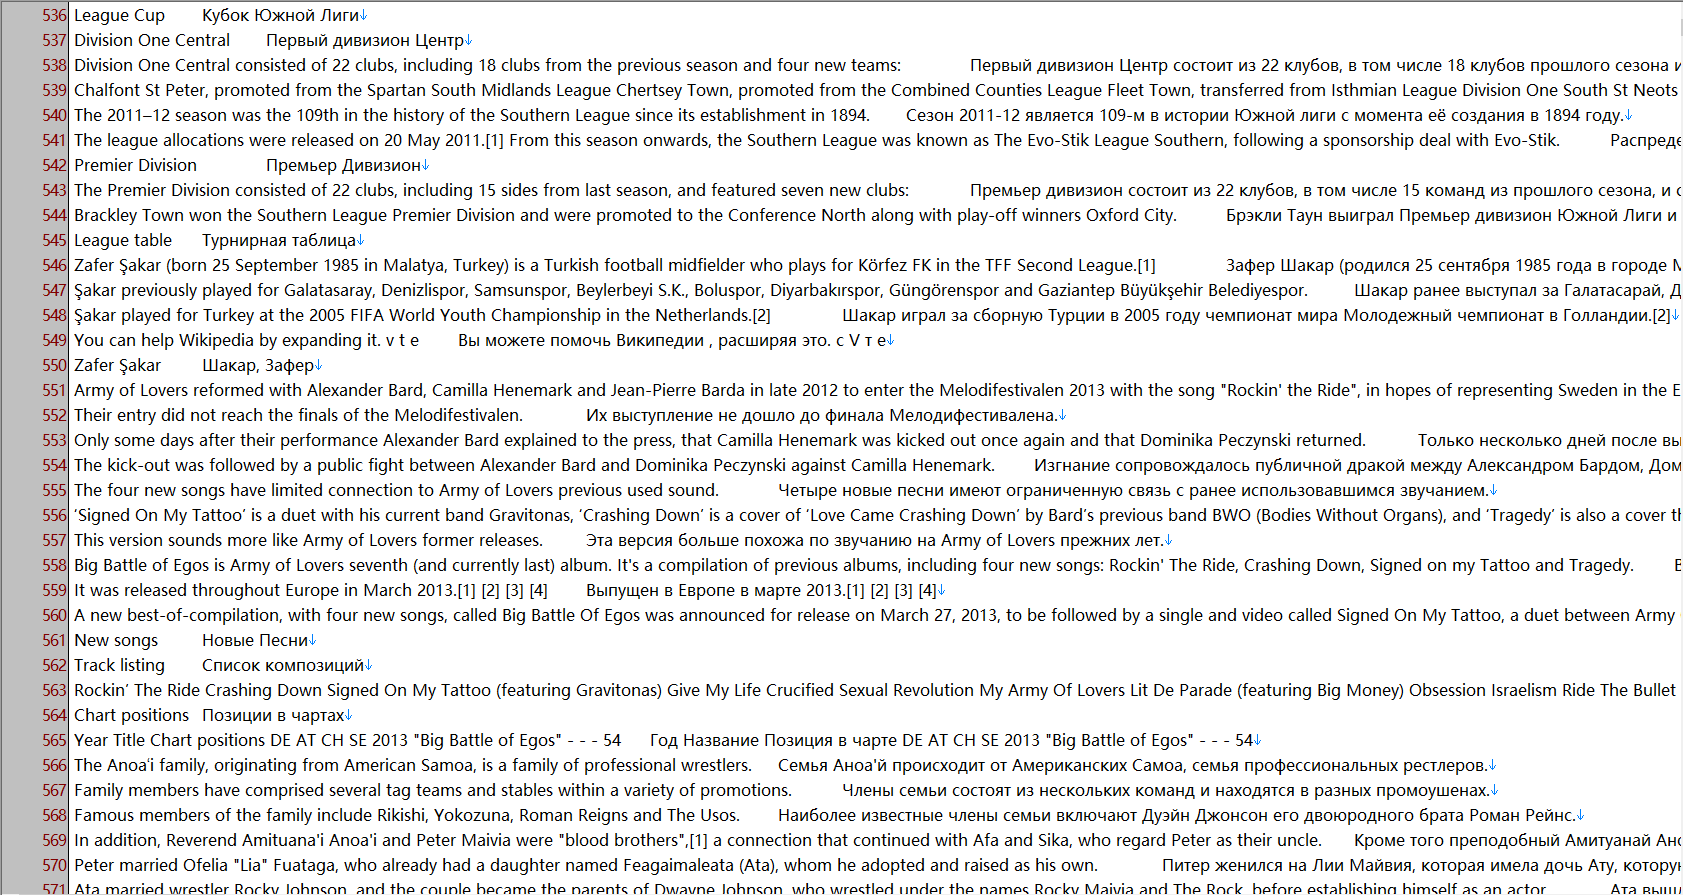 536 League Cup Кубок Южной Лиги↓
537 Division One Central Первый дивизион Центр↓
538 Division One Central consisted of 22 clubs, including 18 clubs from the previous season and four new teams: Первый дивизион Центр состоит из 22 клубов, в том числе 18 клубов прошлого сезона и
539 Chalfont St Peter, promoted from the Spartan South Midlands League Chertsey Town, promoted from the Combined Counties League Fleet Town, transferred from Isthmian League Division One South St Neots
540 The 2011–12 season was the 109th in the history of the Southern League since its establishment in 1894. Сезон 2011-12 является 109-м в истории Южной лиги с момента её создания в 1894 году.↓
541 The league allocations were released on 20 May 2011.[1] From this season onwards, the Southern League was known as The Evo-Stik League Southern, following a sponsorship deal with Evo-Stik. Распреде
542 Premier Division Премьер Дивизион↓
543 The Premier Division consisted of 22 clubs, including 15 sides from last season, and featured seven new clubs: Премьер дивизион состоит из 22 клубов, в том числе 15 команд из прошлого сезона, и с
544 Brackley Town won the Southern League Premier Division and were promoted to the Conference North along with play-off winners Oxford City. Брэкли Таун выиграл Премьер дивизион Южной Лиги и
545 League table Турнирная таблица↓
546 Zafer Şakar (born 25 September 1985 in Malatya, Turkey) is a Turkish football midfielder who plays for Körfez FK in the TFF Second League.[1] Зафер Шакар (родился 25 сентября 1985 года в городе М
547 Şakar previously played for Galatasaray, Denizlispor, Samsunspor, Beylerbeyi S.K., Boluspor, Diyarbakırspor, Güngörenspor and Gaziantep Büyükşehir Belediyespor. Шакар ранее выступал за Галатасарай, Д
548 Şakar played for Turkey at the 2005 FIFA World Youth Championship in the Netherlands.[2] Шакар играл за сборную Турции в 2005 году чемпионат мира Молодежный чемпионат в Голландии.[2]↓
549 You can help Wikipedia by expanding it. v t e Вы можете помочь Википедии , расширяя это. с V т е↓
550 Zafer Şakar Шакар, Зафер↓
551 Army of Lovers reformed with Alexander Bard, Camilla Henemark and Jean-Pierre Barda in late 2012 to enter the Melodifestivalen 2013 with the song "Rockin' the Ride", in hopes of representing Sweden in the E
552 Their entry did not reach the finals of the Melodifestivalen. Их выступление не дошло до финала Мелодифестивалена.↓
553 Only some days after their performance Alexander Bard explained to the press, that Camilla Henemark was kicked out once again and that Dominika Peczynski returned. Только несколько дней после вы
554 The kick-out was followed by a public fight between Alexander Bard and Dominika Peczynski against Camilla Henemark. Изгнание сопровождалось публичной дракой между Александром Бардом, Дом
555 The four new songs have limited connection to Army of Lovers previous used sound. Четыре новые песни имеют ограниченную связь с ранее использовавшимся звучанием.↓
556 ‘Signed On My Tattoo’ is a duet with his current band Gravitonas, ‘Crashing Down’ is a cover of ‘Love Came Crashing Down’ by Bard’s previous band BWO (Bodies Without Organs), and ‘Tragedy’ is also a cover th
557 This version sounds more like Army of Lovers former releases. Эта версия больше похожа по звучанию на Army of Lovers прежних лет.↓
558 Big Battle of Egos is Army of Lovers seventh (and currently last) album. It's a compilation of previous albums, including four new songs: Rockin' The Ride, Crashing Down, Signed on my Tattoo and Tragedy.
559 It was released throughout Europe in March 2013.[1] [2] [3] [4] Выпущен в Европе в марте 2013.[1] [2] [3] [4]↓
560 A new best-of-compilation, with four new songs, called Big Battle Of Egos was announced for release on March 27, 2013, to be followed by a single and video called Signed On My Tattoo, a duet between Army
561 New songs Новые Песни↓
562 Track listing Список композиций↓
563 Rockin’ The Ride Crashing Down Signed On My Tattoo (featuring Gravitonas) Give My Life Crucified Sexual Revolution My Army Of Lovers Lit De Parade (featuring Big Money) Obsession Israelism Ride The Bullet
564 Chart positions Позиции в чартах↓
565 Year Title Chart positions DE AT CH SE 2013 "Big Battle of Egos" - - - 54 Год Название Позиция в чарте DE AT CH SE 2013 "Big Battle of Egos" - - - 54↓
566 The Anoaʻi family, originating from American Samoa, is a family of professional wrestlers. Семья Аноа'й происходит от Американских Самоа, семья профессиональных рестлеров.↓
567 Family members have comprised several tag teams and stables within a variety of promotions. Члены семьи состоят из нескольких команд и находятся в разных промоушенах.↓
568 Famous members of the family include Rikishi, Yokozuna, Roman Reigns and The Usos. Наиболее известные члены семьи включают Дуэйн Джонсон его двоюродного брата Роман Рейнс.↓
569 In addition, Reverend Amituana'i Anoa'i and Peter Maivia were "blood brothers",[1] a connection that continued with Afa and Sika, who regard Peter as their uncle. Кроме того преподобный Амитуанай Ано
570 Peter married Ofelia "Lia" Fuataga, who already had a daughter named Feagaimaleata (Ata), whom he adopted and raised as his own. Питер женился на Лии Майвия, которая имела дочь Ату, котору
571 Ata married wrestler Rocky Johnson, and the couple became the parents of Dwayne Johnson, who wrestled under the names Rocky Maivia and The Rock, before establishing himself as an actor. Ата выш